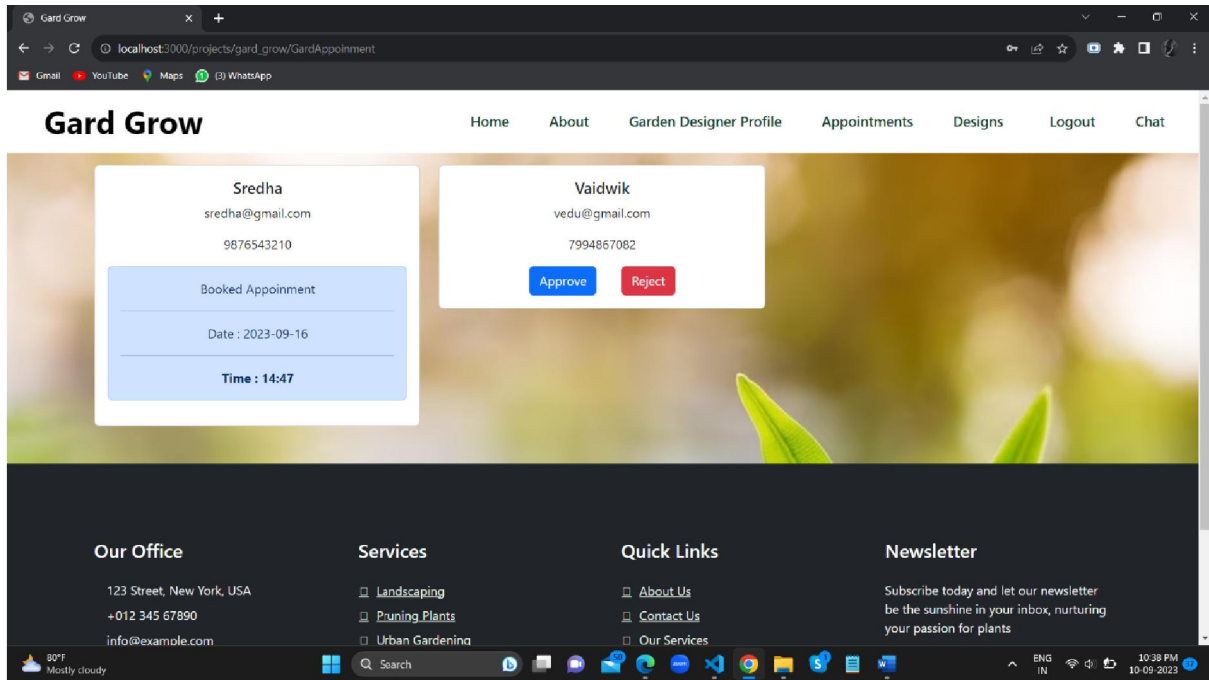 Gard Grow
localhost:3000/projects/gard_grow/GardAppoinment
Gmail YouTube Maps (3) WhatsApp
Gard Grow Home About Garden Designer Profile Appointments Designs Logout Chat
Sredha
sredha@gmail.com
9876543210
Booked Appoinment
Date : 2023-09-16
Time : 14:47
Vaidwik
vedu@gmail.com
7994867082
Approve Reject
Our Office
123 Street, New York, USA
+012 345 67890
info@example.com
Services
Landscaping
Pruning Plants
Urban Gardening
Quick Links
About Us
Contact Us
Our Services
Newsletter
Subscribe today and let our newsletter
be the sunshine in your inbox, nurturing
your passion for plants
80°F
Mostly cloudy
Search
ENG
IN
10:38 PM
10-09-2023